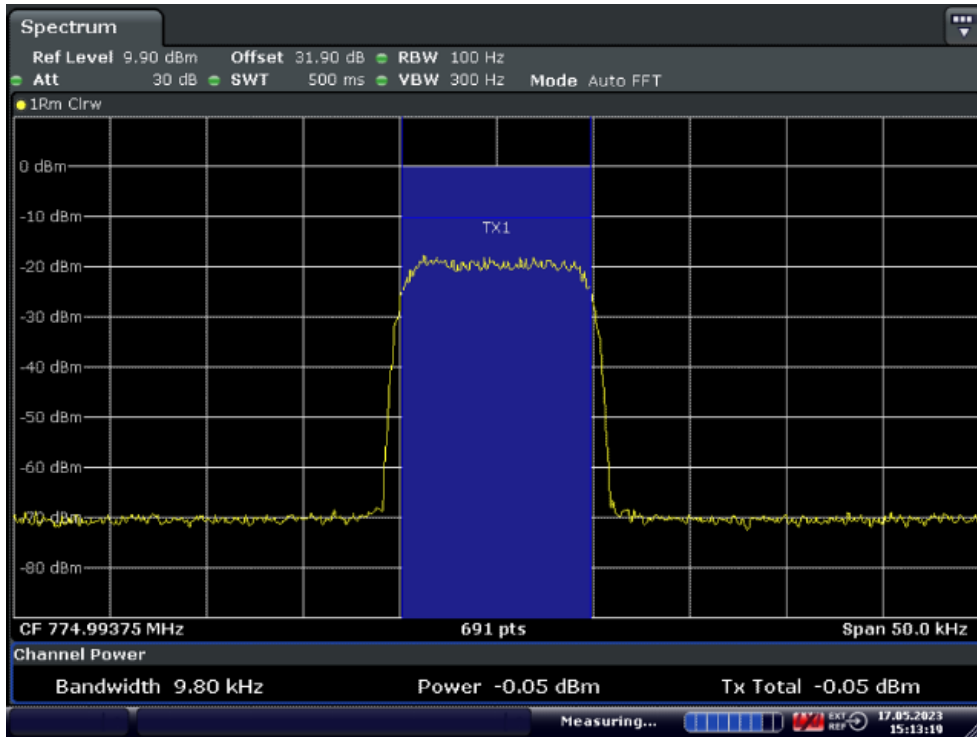 Spectrum
Ref Level 9.90 dBm Offset 31.90 dB RBW 100 Hz
Att 30 dB SWT 500 ms VBW 300 Hz Mode Auto FFT
1Rm Clrw
0 dBm
-10 dBm
TX1
-20 dBm
-30 dBm
-40 dBm
-50 dBm
-60 dBm
-70 dBm
-80 dBm
CF 774.99375 MHz 691 pts Span 50.0 kHz
Channel Power
Bandwidth 9.80 kHz Power -0.05 dBm Tx Total -0.05 dBm
Measuring... EXT REF 17.05.2023
15:13:19